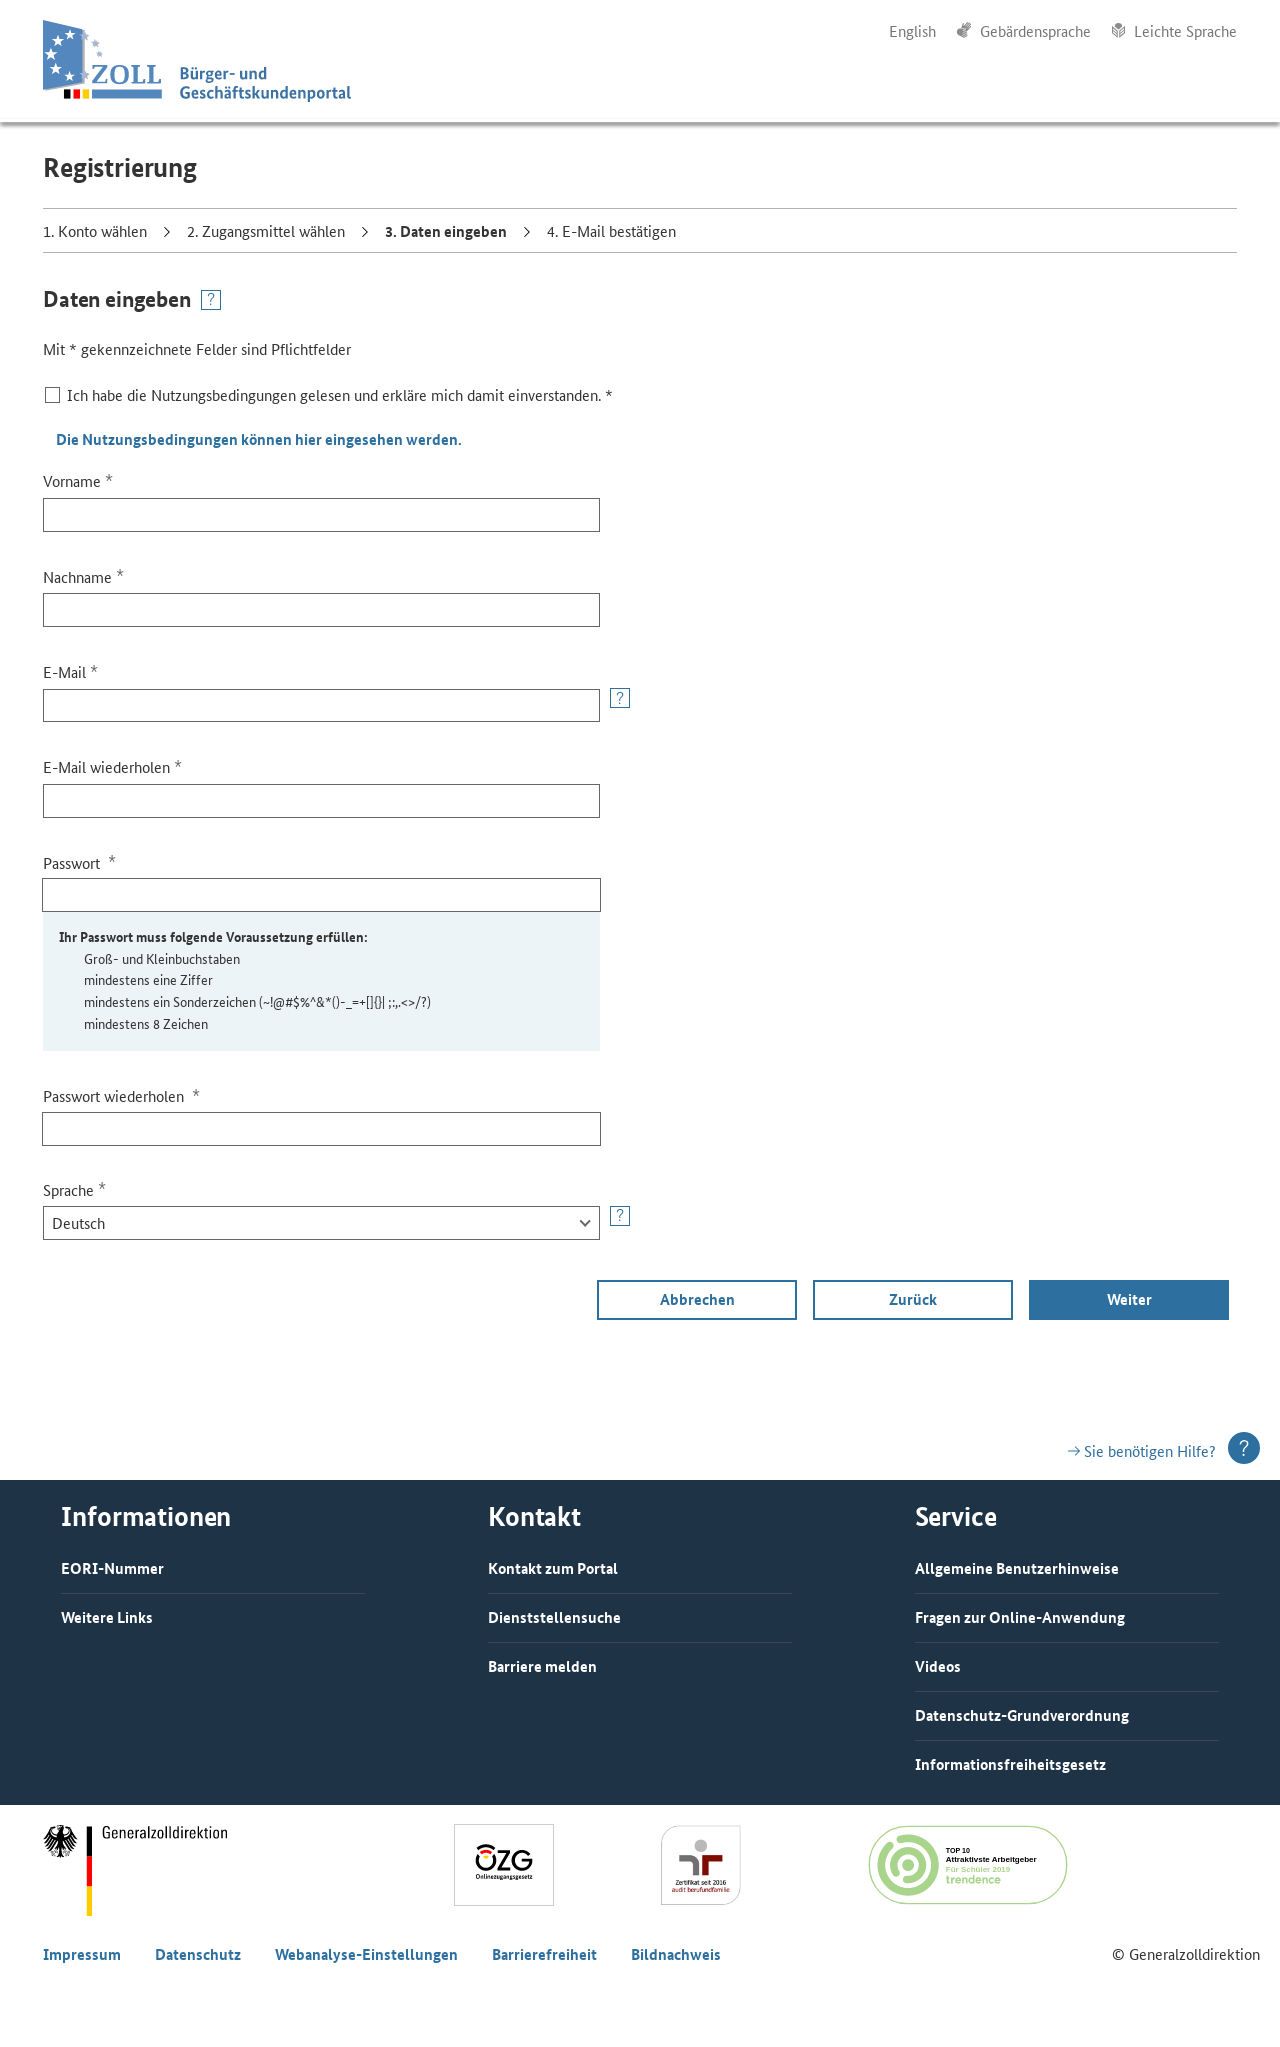 English Gebärdensprache Leichte Sprache
ZOLL
Bürger- und
Geschäftskundenportal
Registrierung
1. Konto wählen > 2. Zugangsmittel wählen > 3. Daten eingeben > 4. E-Mail bestätigen
Daten eingeben ?
Mit * gekennzeichnete Felder sind Pflichtfelder
Ich habe die Nutzungsbedingungen gelesen und erkläre mich damit einverstanden. *
Die Nutzungsbedingungen können hier eingesehen werden.
Vorname *
Nachname *
E-Mail *
?
E-Mail wiederholen *
Passwort *
Ihr Passwort muss folgende Voraussetzung erfüllen:
Groß- und Kleinbuchstaben
mindestens eine Ziffer
mindestens ein Sonderzeichen (~!@#$%^&*()-_=+[]{}| ;:,.<>/?)
mindestens 8 Zeichen
Passwort wiederholen *
Sprache *
Deutsch
?
Abbrechen Zurück Weiter
→ Sie benötigen Hilfe? ?
Informationen
EORI-Nummer
Weitere Links
Kontakt
Kontakt zum Portal
Dienststellensuche
Barriere melden
Service
Allgemeine Benutzerhinweise
Fragen zur Online-Anwendung
Videos
Datenschutz-Grundverordnung
Informationsfreiheitsgesetz
Generalzolldirektion
OZG
Onlinezugangsgesetz
Zertifikat seit 2016
audit berufundfamilie
TOP 10
Attraktivste Arbeitgeber
Für Schüler 2019
trendence
Impressum Datenschutz Webanalyse-Einstellungen Barrierefreiheit Bildnachweis © Generalzolldirektion